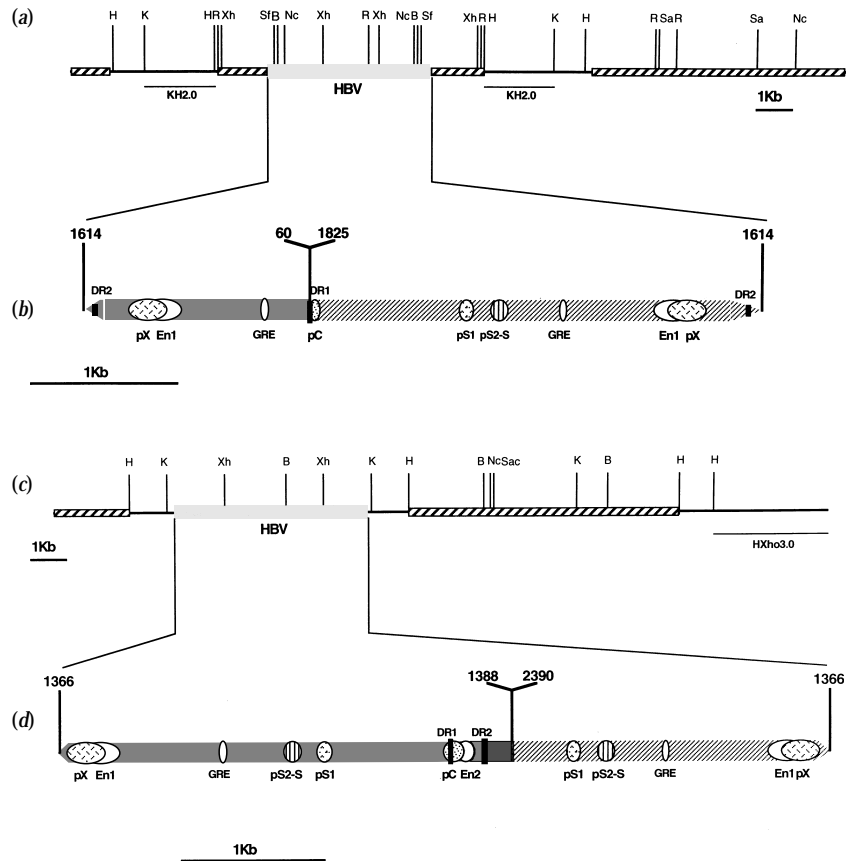 (a)
H K HR Xh Sf B Nc Xh R Xh Nc B Sf Xh R H K H R Sa R Sa Nc
KH2.0 HBV KH2.0 1Kb
1614 60 1825 1614
(b)
DR2 DR1 DR2
pX En1 GRE pC pS1 pS2-S GRE En1 pX
1Kb
(c)
H K Xh B Xh K H B NcSac K B H H
HBV
1Kb HXho3.0
1366 1388 2390 1366
(d)
DR1 DR2
pX En1 GRE pS2-S pS1 pC En2 pS1 pS2-S GRE En1 pX
1Kb